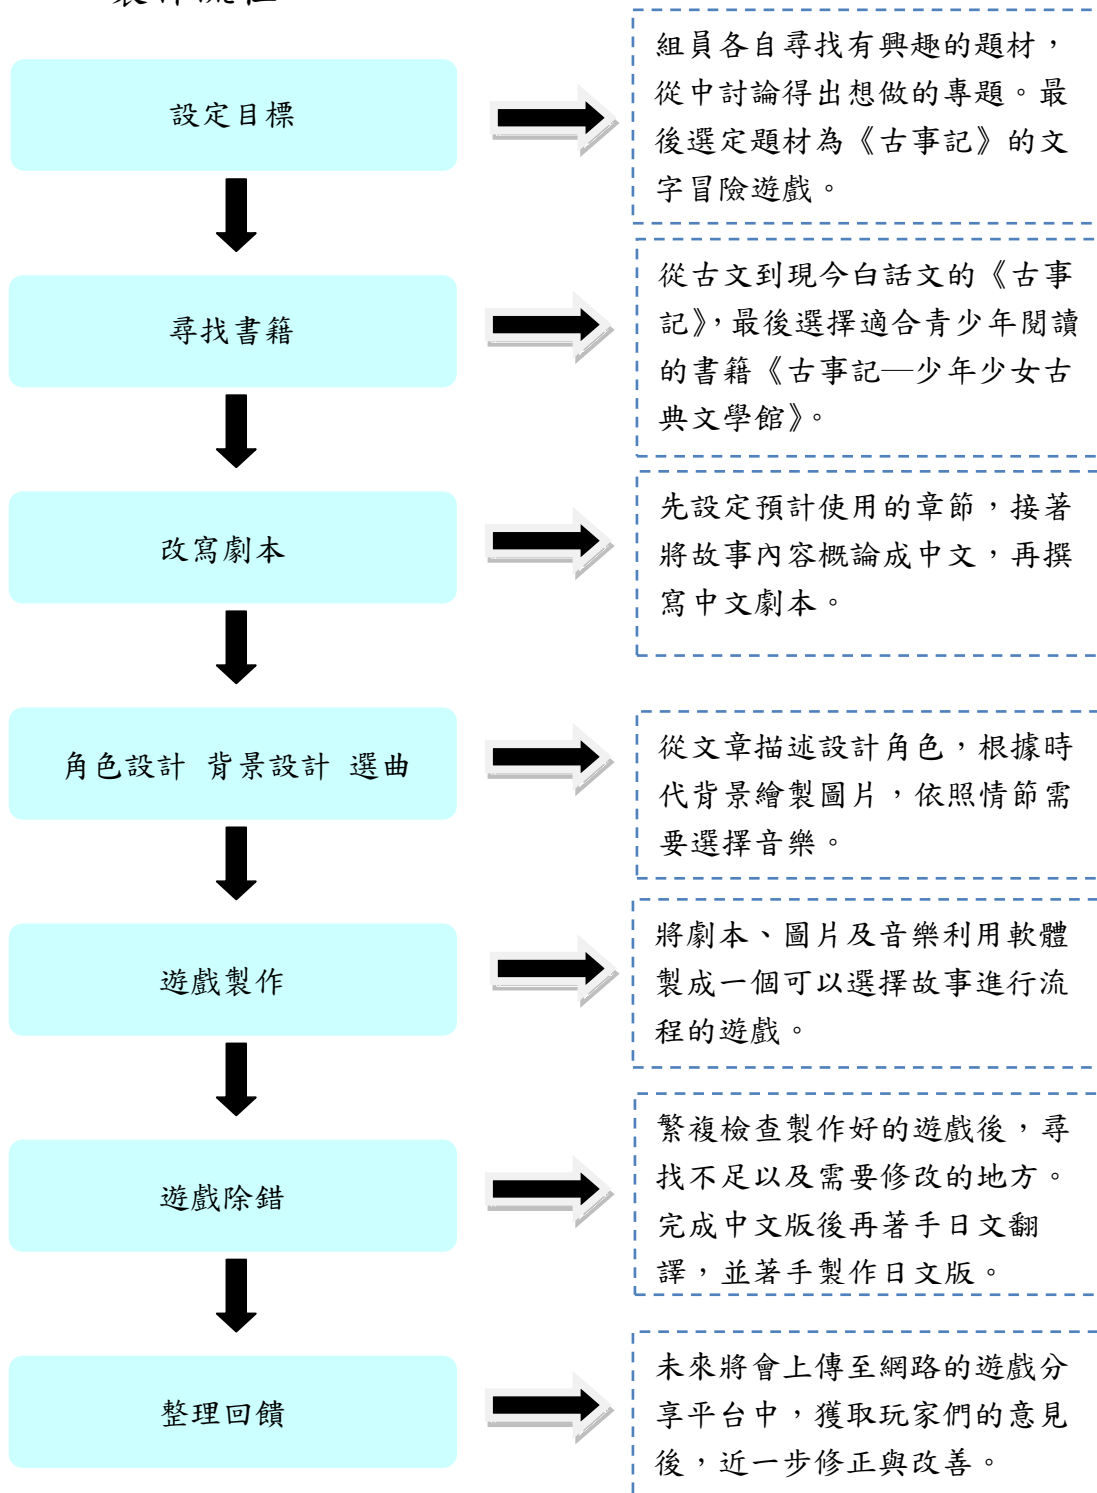 製作流程
設定目標
組員各自尋找有興趣的題材，
從中討論得出想做的專題。最
後選定題材為《古事記》的文
字冒險遊戲。
尋找書籍
從古文到現今白話文的《古事
記》，最後選擇適合青少年閱讀
的書籍《古事記—少年少女古
典文學館》。
改寫劇本
先設定預計使用的章節，接著
將故事內容概論成中文，再撰
寫中文劇本。
角色設計 背景設計 選曲
從文章描述設計角色，根據時
代背景繪製圖片，依照情節需
要選擇音樂。
遊戲製作
將劇本、圖片及音樂利用軟體
製成一個可以選擇故事進行流
程的遊戲。
遊戲除錯
繁複檢查製作好的遊戲後，尋
找不足以及需要修改的地方。
完成中文版後再著手日文翻
譯，並著手製作日文版。
整理回饋
未來將會上傳至網路的遊戲分
享平台中，獲取玩家們的意見
後，近一步修正與改善。